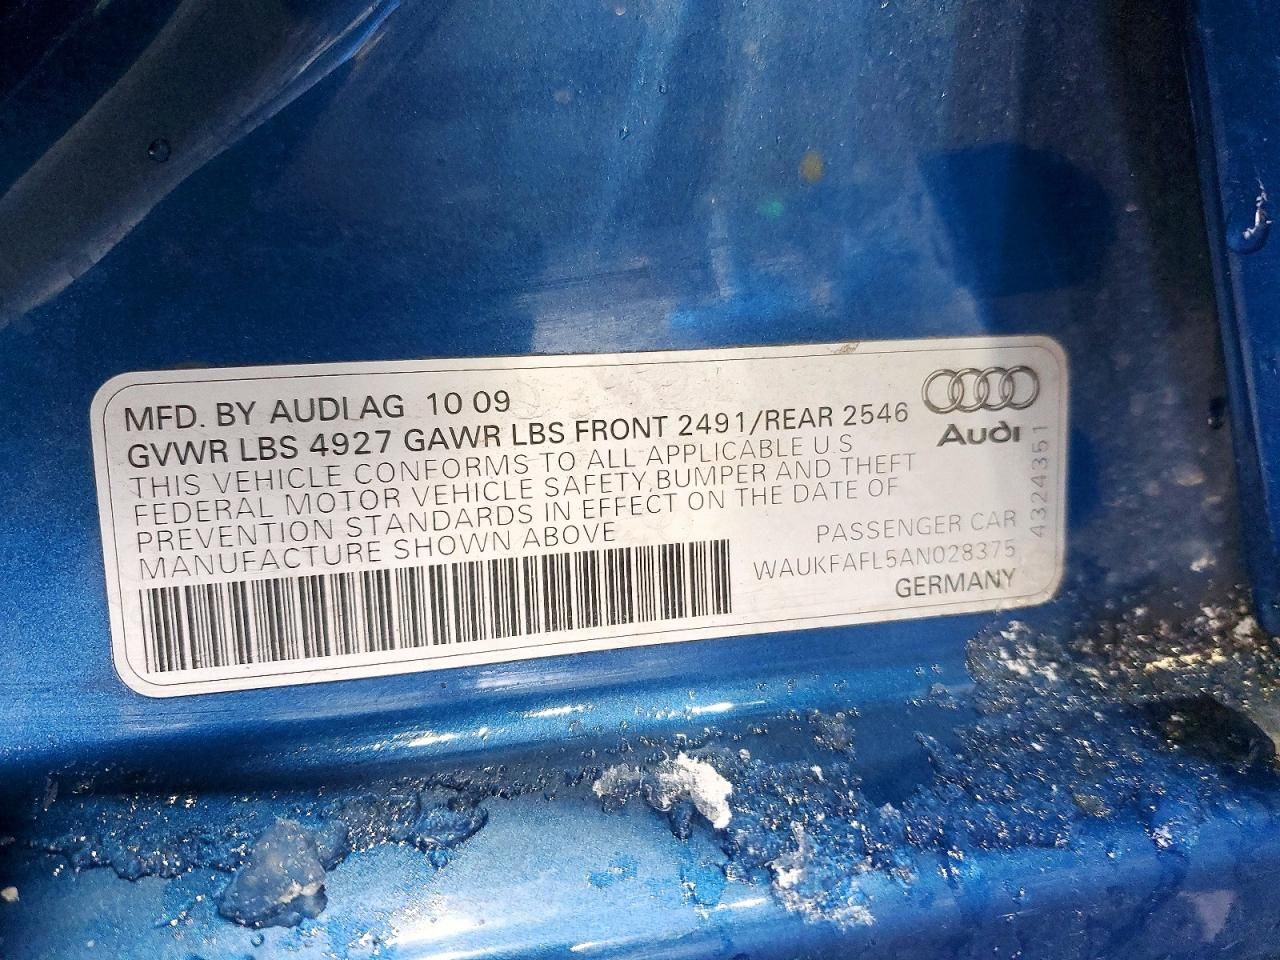 MFD. BY AUDI AG 10 09
GVWR LBS 4927 GAWR LBS FRONT 2491/REAR 2546
THIS VEHICLE CONFORMS TO ALL APPLICABLE U.S
FEDERAL MOTOR VEHICLE SAFETY, BUMPER AND THEFT
PREVENTION STANDARDS IN EFFECT ON THE DATE OF
MANUFACTURE SHOWN ABOVE
PASSENGER CAR
WAUKFAFL5AN028375
GERMANY
Audi
4324351